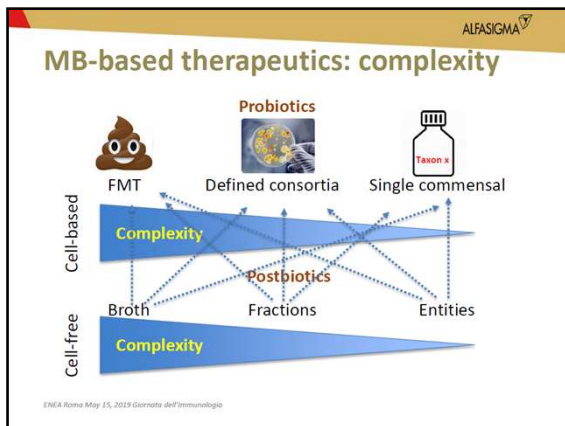 ALFASIGMA
MB-based therapeutics: complexity
Probiotics
Taxon x
FMT
Defined consortia
Single commensal
Cell-based
Complexity
Postbiotics
Broth
Fractions
Entities
Cell-free
Complexity
ENEA Roma May 15, 2019 Giornata dell'immunologia